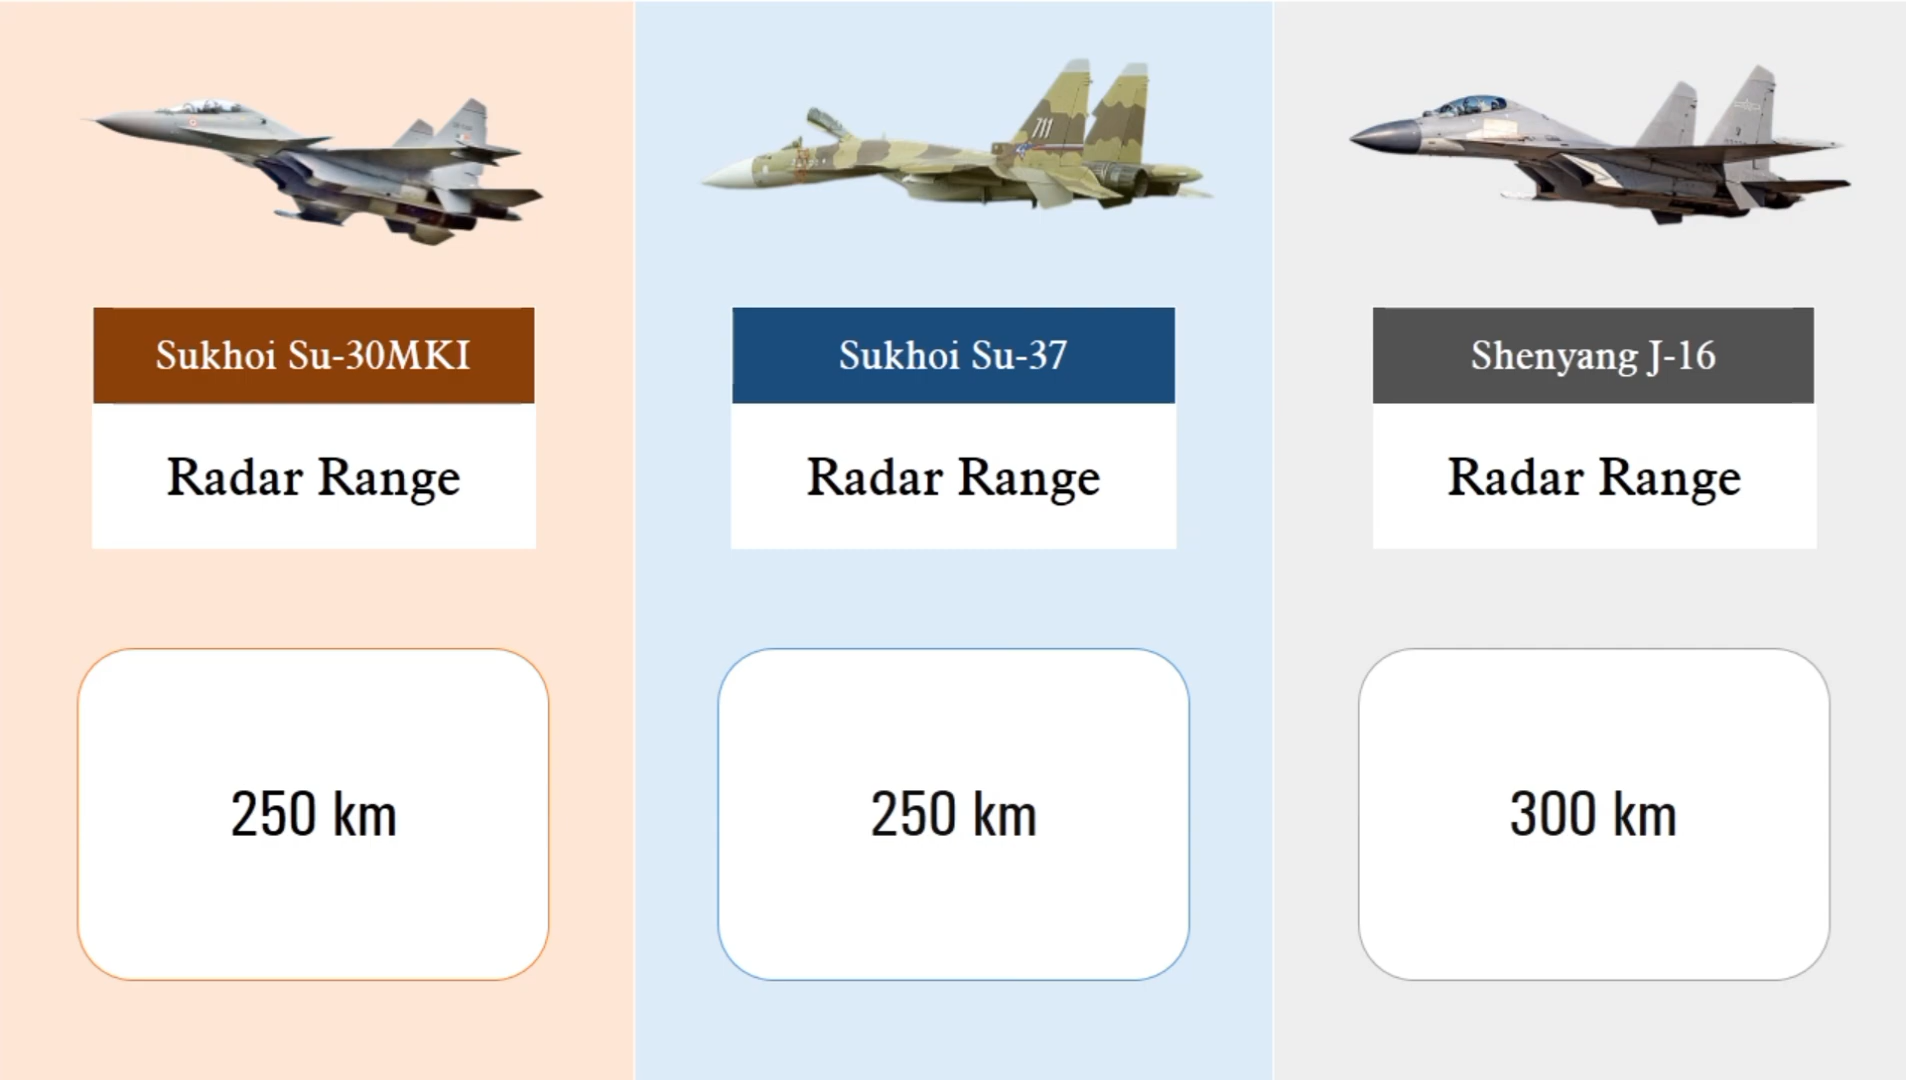 711
Sukhoi Su-30MKI
Sukhoi Su-37
Shenyang J-16
Radar Range
Radar Range
Radar Range
250 km
250 km
300 km